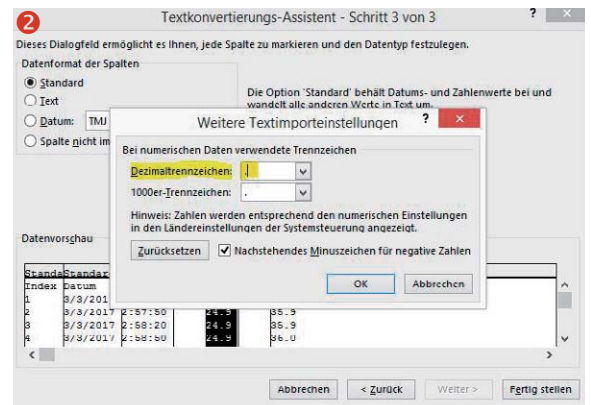 2
Textkonvertierungs-Assistent - Schritt 3 von 3 ? ×
Dieses Dialogfeld ermöglicht es Ihnen, jede Spalte zu markieren und den Datentyp festzulegen.
Datenformat der Spalten
Standard
Text
Datum: TMJ
Spalte nicht im
Die Option 'Standard' behält Datums- und Zahlenwerte bei und
wandelt alle anderen Werte in Text um.
Weitere Textimporteinstellungen ? ×
Bei numerischen Daten verwendete Trennzeichen
Dezimaltrennzeichen: .
1000er-Trennzeichen: .
Hinweis: Zahlen werden entsprechend den numerischen Einstellungen
in den Ländereinstellungen der Systemsteuerung angezeigt.
Zurücksetzen Nachstehendes Minuszeichen für negative Zahlen
OK Abbrechen
Datenvorschau
Standa Standar
Index Datum
1 3/3/201
2 3/3/2017 2:57:50 24.9 35.9
3 3/3/2017 2:58:20 24.9 35.9
4 3/3/2017 2:58:50 24.9 36.0
Abbrechen < Zurück Weiter > Fertig stellen